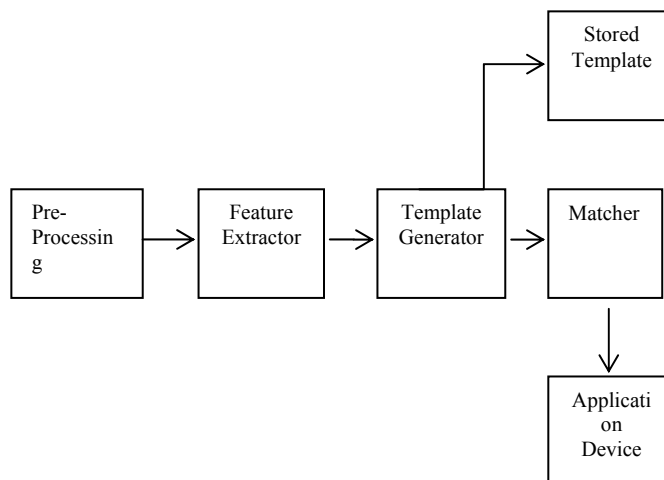 Stored
Template
Pre-
Processin
g
Feature
Extractor
Template
Generator
Matcher
Applicati
on
Device